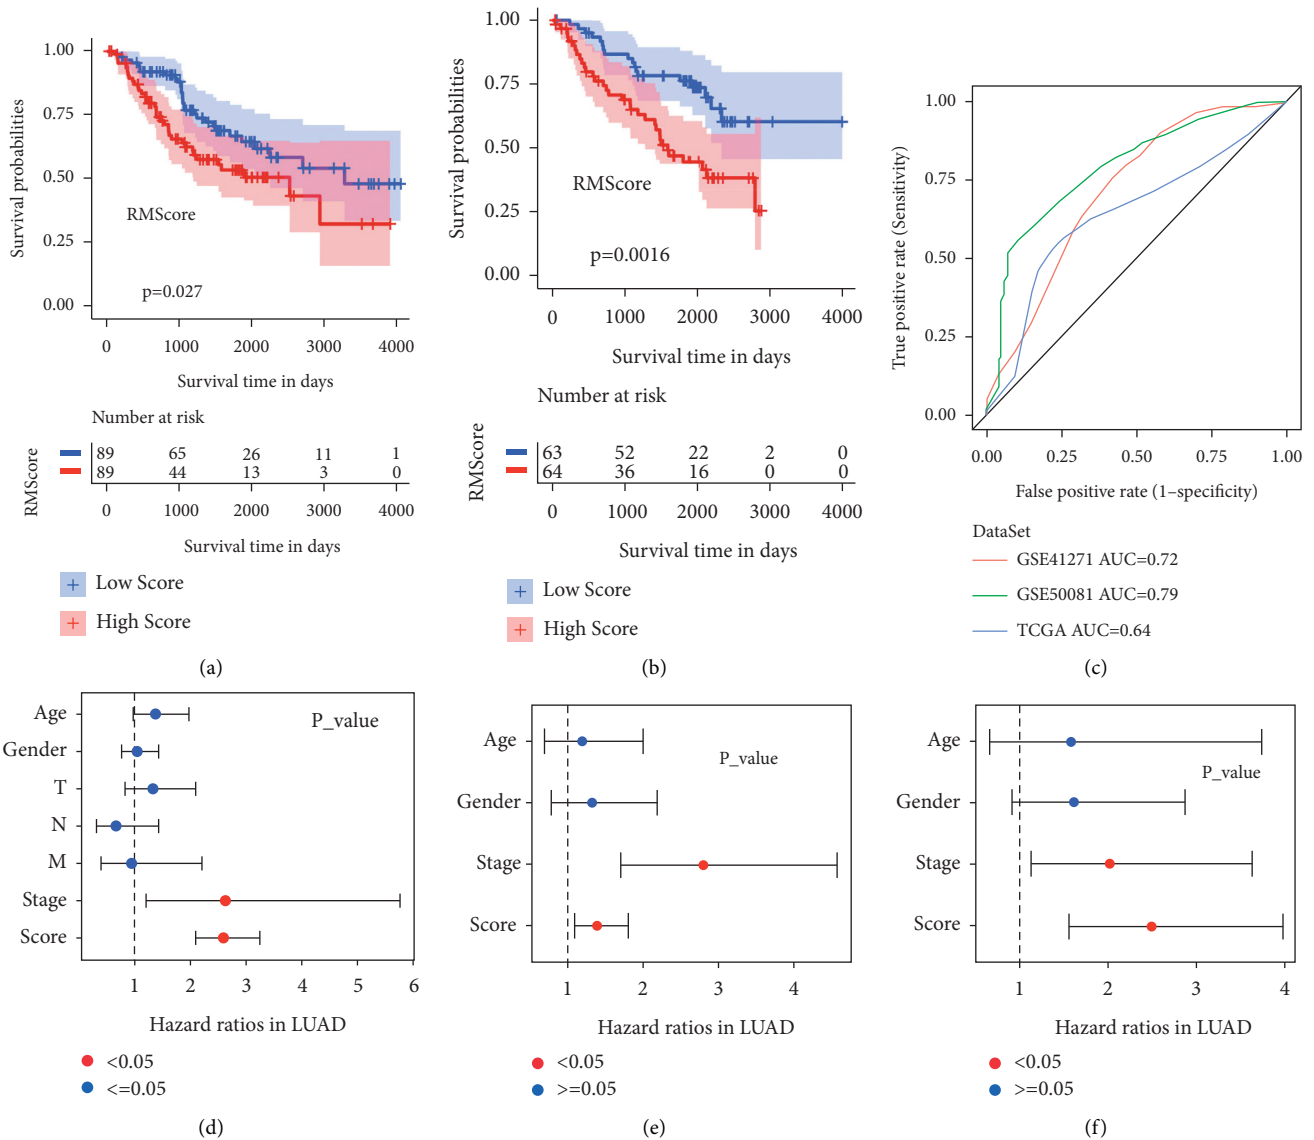 1.00
0.75
0.50
0.25
0.00
Survival probabilities
RMScore
p=0.027
0 1000 2000 3000 4000
Survival time in days
Number at risk
RMScore
89 65 26 11 1
89 44 13 3 0
0 1000 2000 3000 4000
Survival time in days
Low Score
High Score
(a)
1.00
0.75
0.50
0.25
0.00
Survival probabilities
RMScore
p=0.0016
0 1000 2000 3000 4000
Survival time in days
Number at risk
RMScore
63 52 22 2 0
64 36 16 0 0
0 1000 2000 3000 4000
Survival time in days
Low Score
High Score
(b)
1.00
0.75
0.50
0.25
0.00
True positive rate (Sensitivity)
0.00 0.25 0.50 0.75 1.00
False positive rate (1–specificity)
DataSet
GSE41271 AUC=0.72
GSE50081 AUC=0.79
TCGA AUC=0.64
(c)
P_value
Age
Gender
T
N
M
Stage
Score
1 2 3 4 5 6
Hazard ratios in LUAD
<0.05
<=0.05
(d)
P_value
Age
Gender
Stage
Score
1 2 3 4
Hazard ratios in LUAD
<0.05
>=0.05
(e)
P_value
Age
Gender
Stage
Score
1 2 3 4
Hazard ratios in LUAD
<0.05
>=0.05
(f)